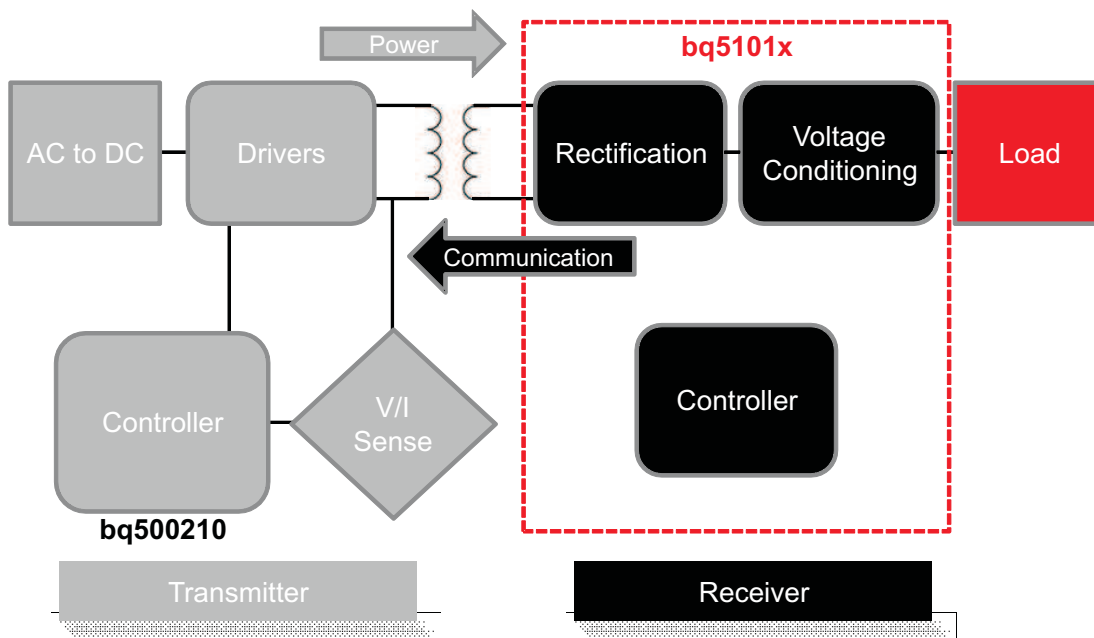 Power
bq5101x
AC to DC
Drivers
Rectification
Voltage
Conditioning
Load
Communication
Controller
V/I
Sense
Controller
bq500210
Transmitter
Receiver